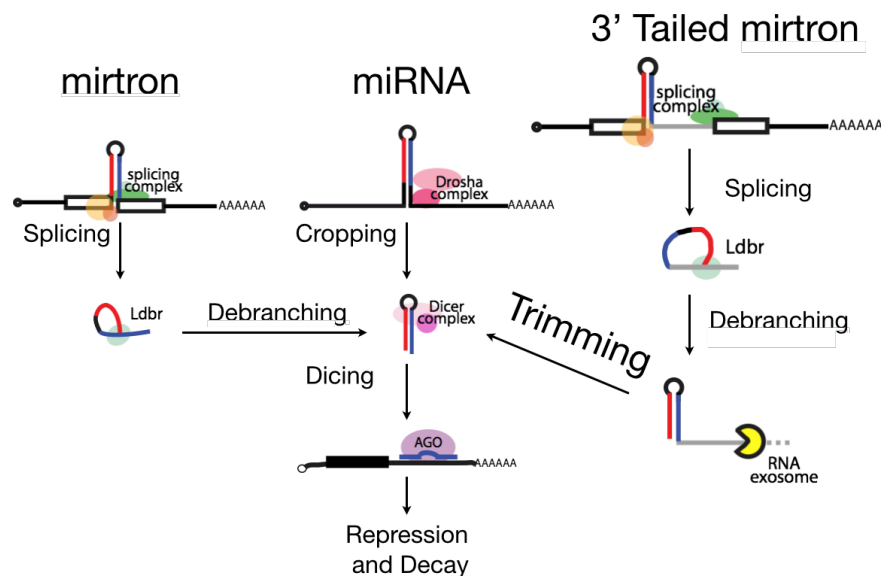 3’ Tailed mirtron
mirtron
miRNA
splicing
complex
AAAAAA
splicing
complex
AAAAAA
Drosha
complex
AAAAAA
Splicing
Splicing
Cropping
Ldbr
Ldbr
Debranching
Dicer
complex
Trimming
Debranching
Dicing
AGO
AAAAAA
RNA
exosome
Repression
and Decay